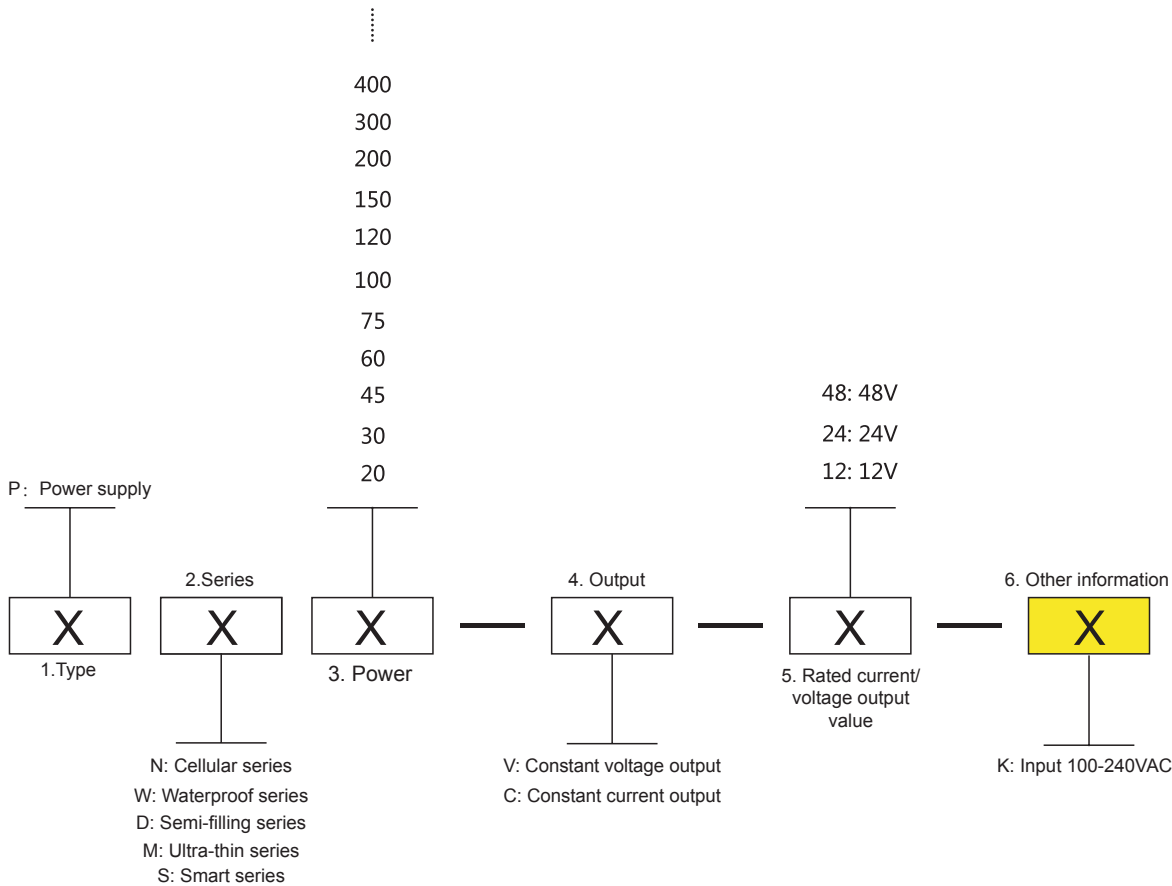 400
300
200
150
120
100
75
60
45
30
20
48: 48V
24: 24V
12: 12V
P: Power supply
2.Series
4. Output
6. Other information
X X X — X — X — X
1.Type
3. Power
5. Rated current/
voltage output
value
N: Cellular series
W: Waterproof series
D: Semi-filling series
M: Ultra-thin series
S: Smart series
V: Constant voltage output
C: Constant current output
K: Input 100-240VAC